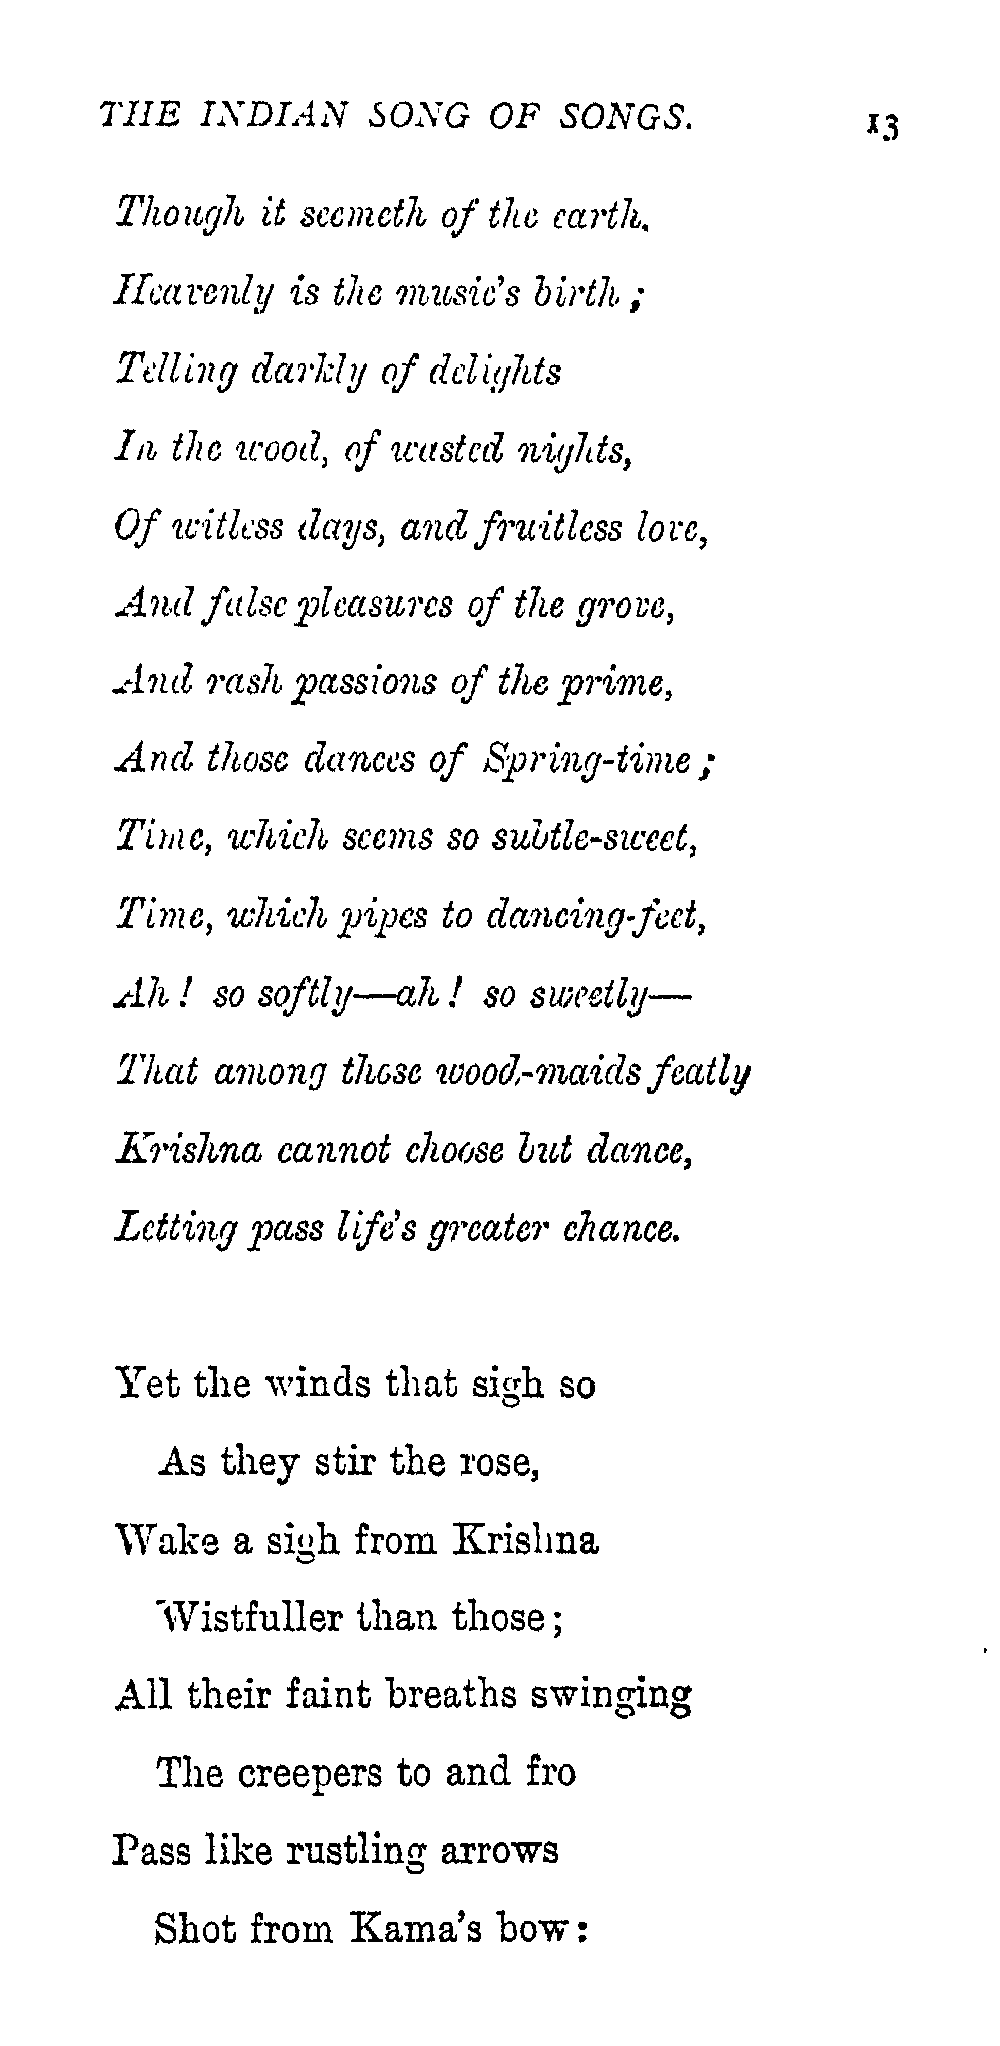 THE INDIAN SONG OF SONGS. 13
Though it seemeth of the earth.
Heavenly is the music's birth;
Telling darkly of delights
In the wood, of wasted nights,
Of witless days, and fruitless love,
And false pleasures of the grove,
And rash passions of the prime,
And those dances of Spring-time;
Time, which seems so subtle-sweet,
Time, which pipes to dancing-feet,
Ah! so softly—ah! so sweetly—
That among those wood-maids featly
Krishna cannot choose but dance,
Letting pass life's greater chance.
Yet the winds that sigh so
As they stir the rose,
Wake a sigh from Krishna
Wistfuller than those;
All their faint breaths swinging
The creepers to and fro
Pass like rustling arrows
Shot from Kama's bow: